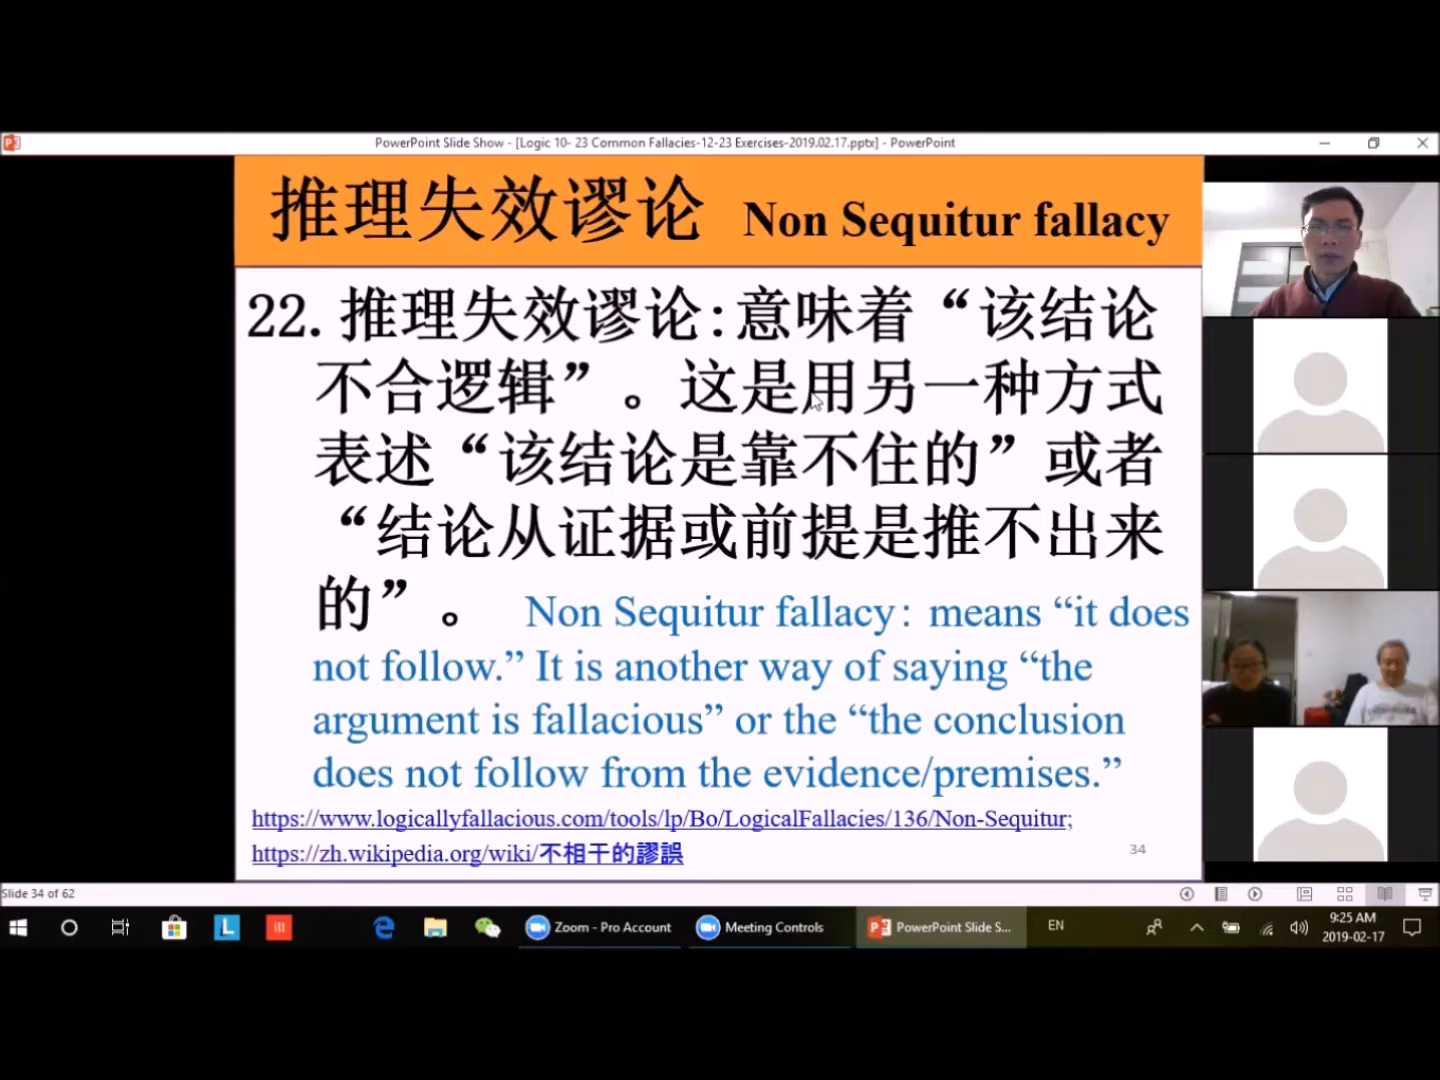 PowerPoint Slide Show - [Logic 10- 23 Common Fallacies-12-23 Exercises-2019.02.17.pptx] - PowerPoint
推理失效谬论 Non Sequitur fallacy
22. 推理失效谬论:意味着“该结论
不合逻辑”。这是用另一种方式
表述“该结论是靠不住的”或者
“结论从证据或前提是推不出来
的”。 Non Sequitur fallacy: means “it does
not follow.” It is another way of saying “the
argument is fallacious” or the “the conclusion
does not follow from the evidence/premises.”
https://www.logicallyfallacious.com/tools/lp/Bo/LogicalFallacies/136/Non-Sequitur;
https://zh.wikipedia.org/wiki/不相干的謬誤
34
Slide 34 of 62
Zoom - Pro Account
Meeting Controls
PowerPoint Slide S...
EN
9:25 AM
2019-02-17